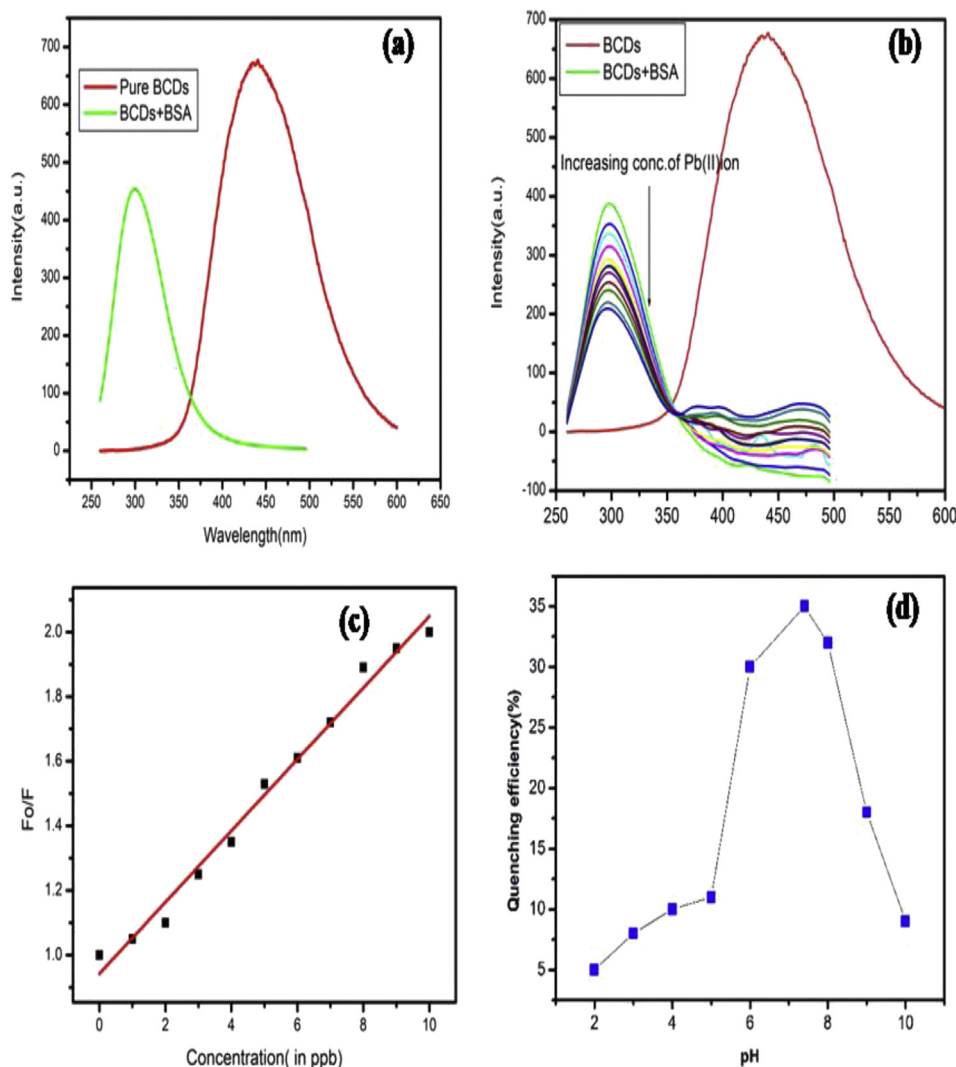 (a)
Pure BCDs
BCDs+BSA
Intensity(a.u.)
700
600
500
400
300
200
100
0
250 300 350 400 450 500 550 600 650
Wavelength(nm)
(b)
BCDs
BCDs+BSA
Increasing conc.of Pb(II)ion
Intensity(a.u.)
700
600
500
400
300
200
100
0
-100
250 300 350 400 450 500 550 600
(c)
Fo/F
2.0
1.8
1.6
1.4
1.2
1.0
0 2 4 6 8 10
Concentration( in ppb)
(d)
Quenching efficiency(%)
35
30
25
20
15
10
5
2 4 6 8 10
pH